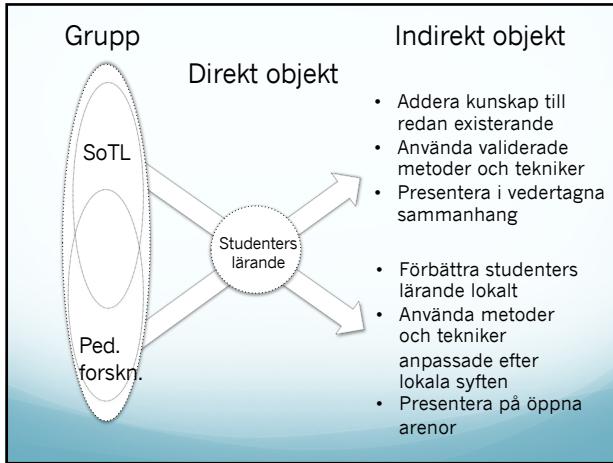 Grupp
Direkt objekt
Indirekt objekt
SoTL
Ped.
forskn.
Studenters
lärande
• Addera kunskap till
redan existerande
• Använda validerade
metoder och tekniker
• Presentera i vedertagna
sammanhang
• Förbättra studenters
lärande lokalt
• Använda metoder
och tekniker
anpassade efter
lokala syften
• Presentera på öppna
arenor